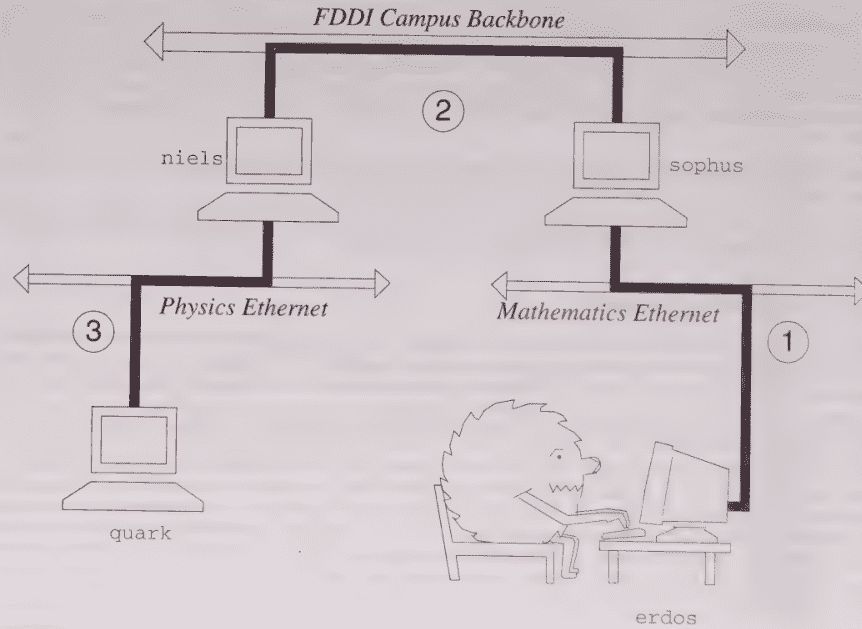 FDDI Campus Backbone
2
niels
sophus
Physics Ethernet
Mathematics Ethernet
3
1
quark
erdos